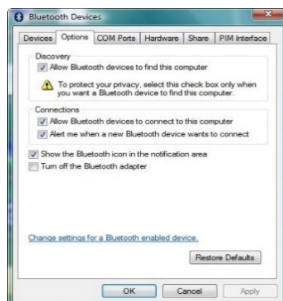 Bluetooth Devices
Devices Options COM Ports Hardware Share PIM Interface
Discovery
Allow Bluetooth devices to find this computer
To protect your privacy, select this check box only when
you want a Bluetooth device to find this computer.
Connections
Allow Bluetooth devices to connect to this computer
Alert me when a new Bluetooth device wants to connect
Show the Bluetooth icon in the notification area
Turn off the Bluetooth adapter
Change settings for a Bluetooth enabled device.
Restore Defaults
OK Cancel Apply